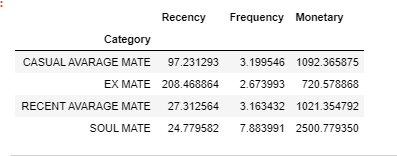 Recency Frequency Monetary
Category
CASUAL AVARAGE MATE 97.231293 3.199546 1092.365875
EX MATE 208.468864 2.673993 720.578868
RECENT AVARAGE MATE 27.312564 3.163432 1021.354792
SOUL MATE 24.779582 7.883991 2500.779350